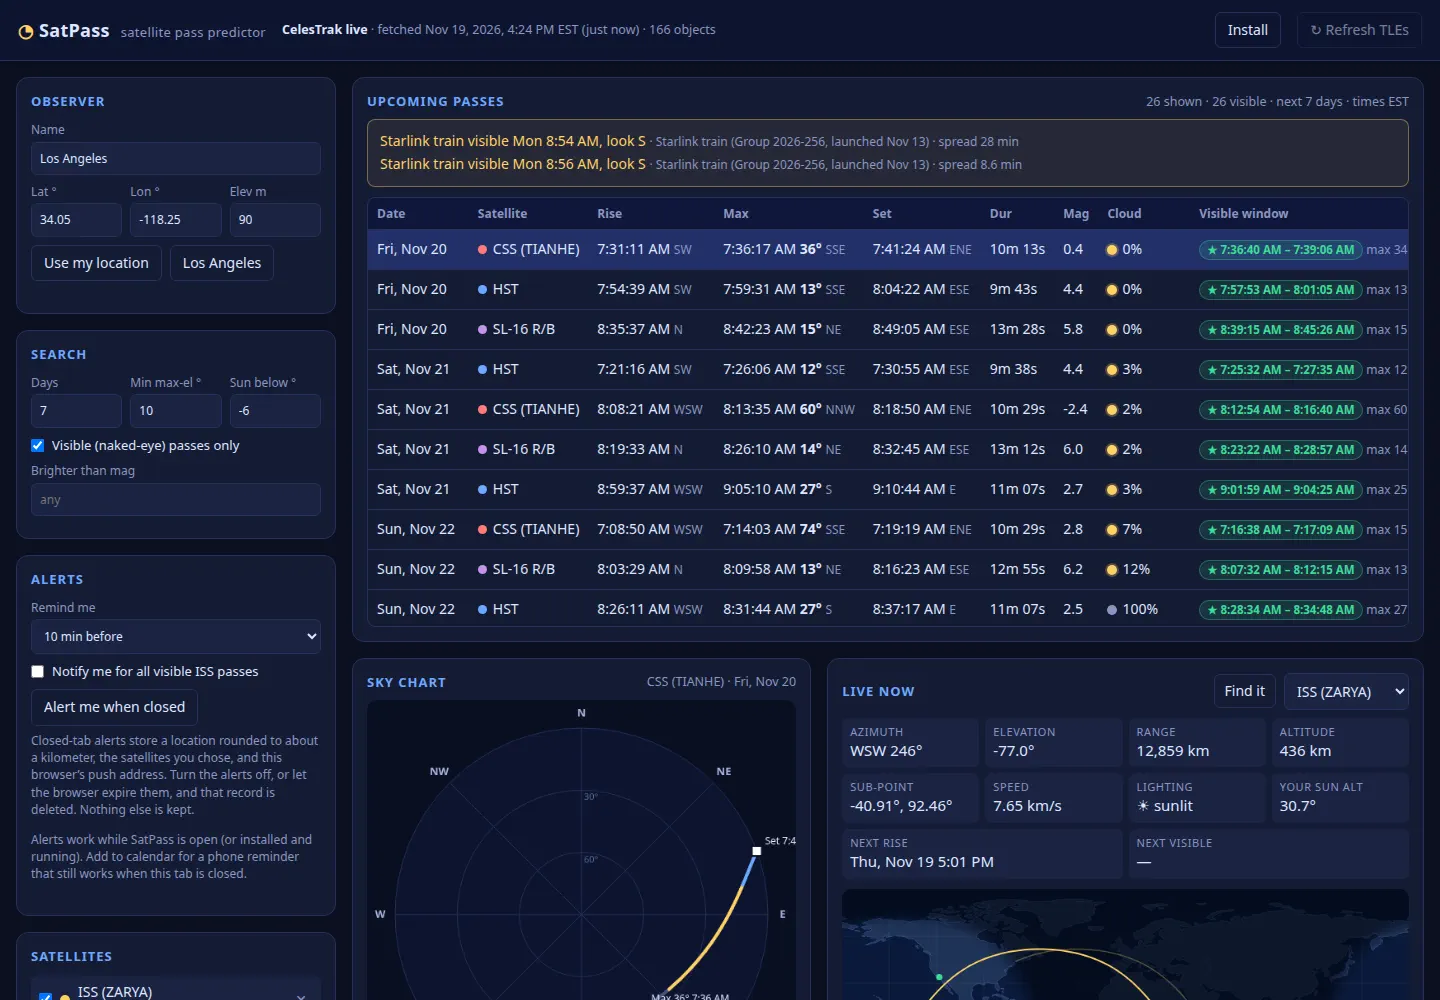 SatPass satellite pass predictor CelesTrak live · fetched Nov 19, 2026, 4:24 PM EST (just now) · 166 objects Install ↻ Refresh TLEs
OBSERVER
Name
Los Angeles
Lat ° Lon ° Elev m
34.05 -118.25 90
Use my location Los Angeles
SEARCH
Days Min max-el ° Sun below °
7 10 -6
Visible (naked-eye) passes only
Brighter than mag
any
ALERTS
Remind me
10 min before
Notify me for all visible ISS passes
Alert me when closed
Closed-tab alerts store a location rounded to about
a kilometer, the satellites you chose, and this
browser's push address. Turn the alerts off, or let
the browser expire them, and that record is
deleted. Nothing else is kept.
Alerts work while SatPass is open (or installed and
running). Add to calendar for a phone reminder
that still works when this tab is closed.
SATELLITES
ISS (ZARYA) ×
UPCOMING PASSES 26 shown · 26 visible · next 7 days · times EST
Starlink train visible Mon 8:54 AM, look S · Starlink train (Group 2026-256, launched Nov 13) · spread 28 min
Starlink train visible Mon 8:56 AM, look S · Starlink train (Group 2026-256, launched Nov 13) · spread 8.6 min
Date Satellite Rise Max Set Dur Mag Cloud Visible window
Fri, Nov 20 CSS (TIANHE) 7:31:11 AM SW 7:36:17 AM 36° SSE 7:41:24 AM ENE 10m 13s 0.4 0% ★ 7:36:40 AM – 7:39:06 AM max 34
Fri, Nov 20 HST 7:54:39 AM SW 7:59:31 AM 13° SSE 8:04:22 AM ESE 9m 43s 4.4 0% ★ 7:57:53 AM – 8:01:05 AM max 13
Fri, Nov 20 SL-16 R/B 8:35:37 AM N 8:42:23 AM 15° NE 8:49:05 AM ESE 13m 28s 5.8 0% ★ 8:39:15 AM – 8:45:26 AM max 15
Sat, Nov 21 HST 7:21:16 AM SW 7:26:06 AM 12° SSE 7:30:55 AM ESE 9m 38s 4.4 3% ★ 7:25:32 AM – 7:27:35 AM max 12
Sat, Nov 21 CSS (TIANHE) 8:08:21 AM WSW 8:13:35 AM 60° NNW 8:18:50 AM ENE 10m 29s -2.4 2% ★ 8:12:54 AM – 8:16:40 AM max 60
Sat, Nov 21 SL-16 R/B 8:19:33 AM N 8:26:10 AM 14° NE 8:32:45 AM ESE 13m 12s 6.0 2% ★ 8:23:22 AM – 8:28:57 AM max 14
Sat, Nov 21 HST 8:59:37 AM WSW 9:05:10 AM 27° S 9:10:44 AM E 11m 07s 2.7 3% ★ 9:01:59 AM – 9:04:25 AM max 25
Sun, Nov 22 CSS (TIANHE) 7:08:50 AM WSW 7:14:03 AM 74° SSE 7:19:19 AM ENE 10m 29s 2.8 7% ★ 7:16:38 AM – 7:17:09 AM max 15
Sun, Nov 22 SL-16 R/B 8:03:29 AM N 8:09:58 AM 13° NE 8:16:23 AM ESE 12m 55s 6.2 12% ★ 8:07:32 AM – 8:12:15 AM max 13
Sun, Nov 22 HST 8:26:11 AM WSW 8:31:44 AM 27° S 8:37:17 AM E 11m 07s 2.5 100% ★ 8:28:34 AM – 8:34:48 AM max 27
SKY CHART CSS (TIANHE) · Fri, Nov 20
N
NW NE
30°
Set 7:4
60°
W E
Max 36° 7:36 AM
LIVE NOW Find it ISS (ZARYA)
AZIMUTH ELEVATION RANGE ALTITUDE
WSW 246° -77.0° 12,859 km 436 km
SUB-POINT SPEED LIGHTING YOUR SUN ALT
-40.91°, 92.46° 7.65 km/s ☀ sunlit 30.7°
NEXT RISE NEXT VISIBLE
Thu, Nov 19 5:01 PM —